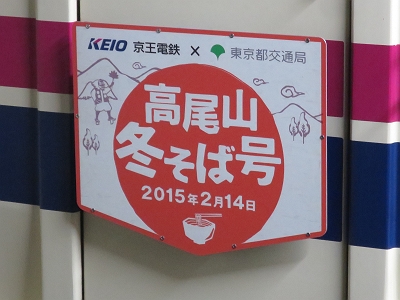 KEIO 京王電鉄 × 東京都交通局
高尾山
冬そば号
2015年2月14日